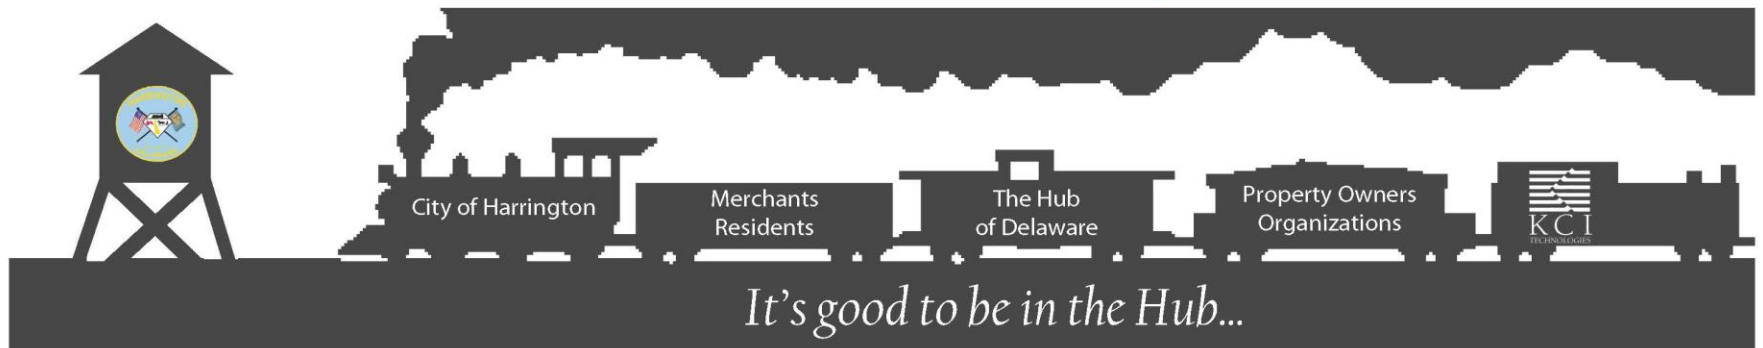 City of Harrington
Merchants
Residents
The Hub
of Delaware
Property Owners
Organizations
KCI
TECHNOLOGIES
It's good to be in the Hub...